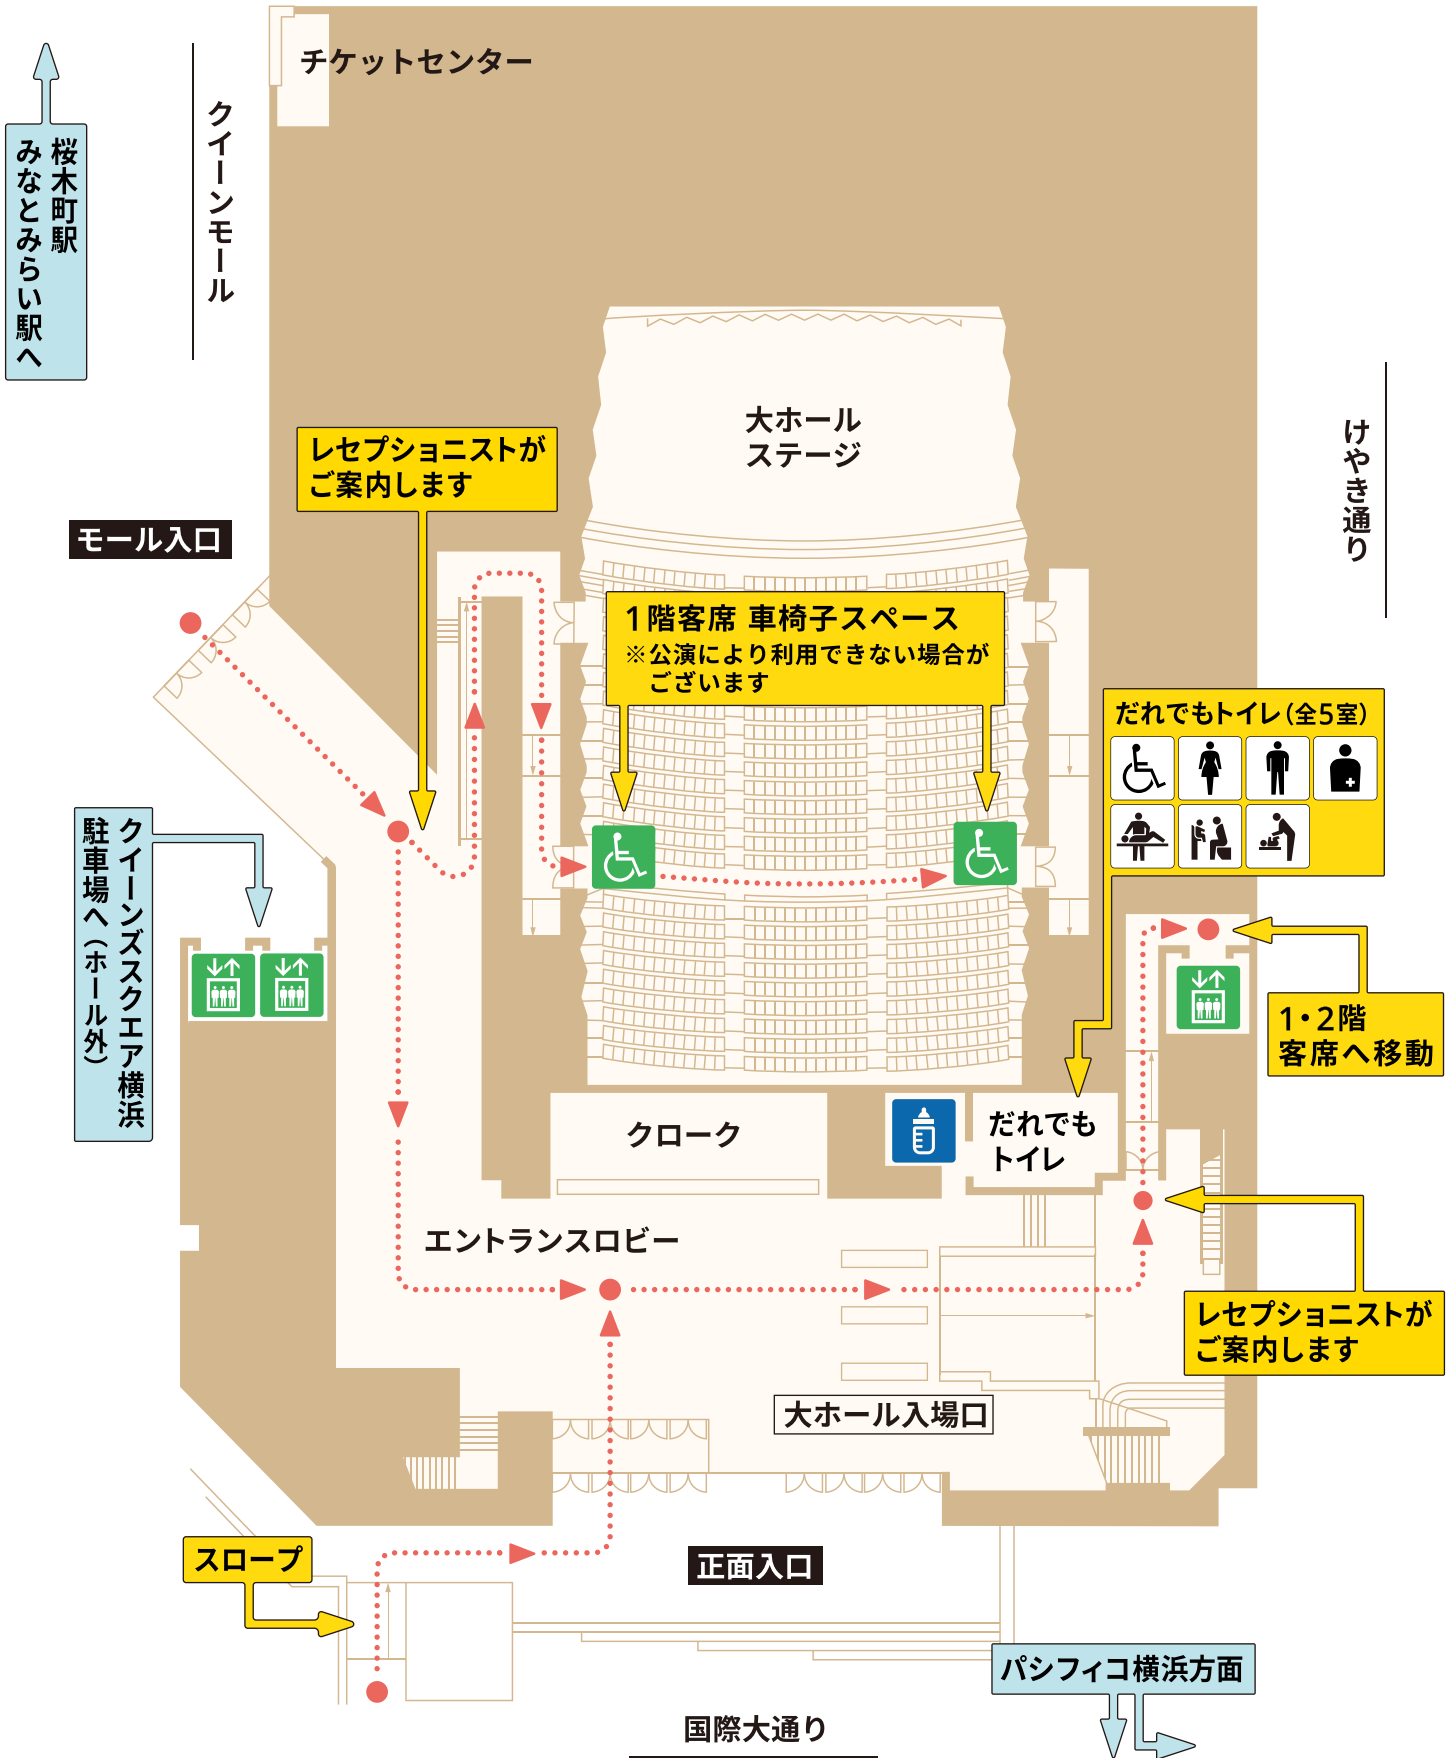 チケットセンター
クイーンモール
桜木町駅
みなとみらい駅へ
大ホール
ステージ
けやき通り
レセプショニストが
ご案内します
モール入口
1階客席 車椅子スペース
※公演により利用できない場合が
ございます
だれでもトイレ(全5室)
クイーンズスクエア横浜
駐車場へ(ホール外)
1・2階
客席へ移動
クローク
だれでも
トイレ
エントランスロビー
レセプショニストが
ご案内します
大ホール入場口
スロープ
正面入口
パシフィコ横浜方面
国際大通り